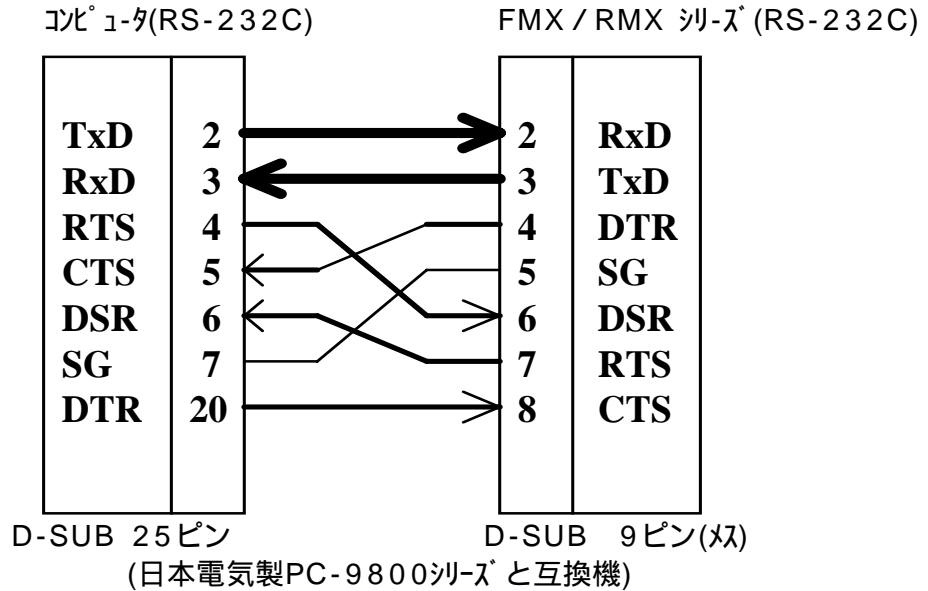 コンピュ-タ(RS-232C) FMX/RMX シリ-ズ(RS-232C)
TxD 2 2 RxD
RxD 3 3 TxD
RTS 4 4 DTR
CTS 5 5 SG
DSR 6 6 DSR
SG 7 7 RTS
DTR 20 8 CTS
D-SUB 25ピン D-SUB 9ピン(メス)
(日本電気製PC-9800シリ-ズと互換機)